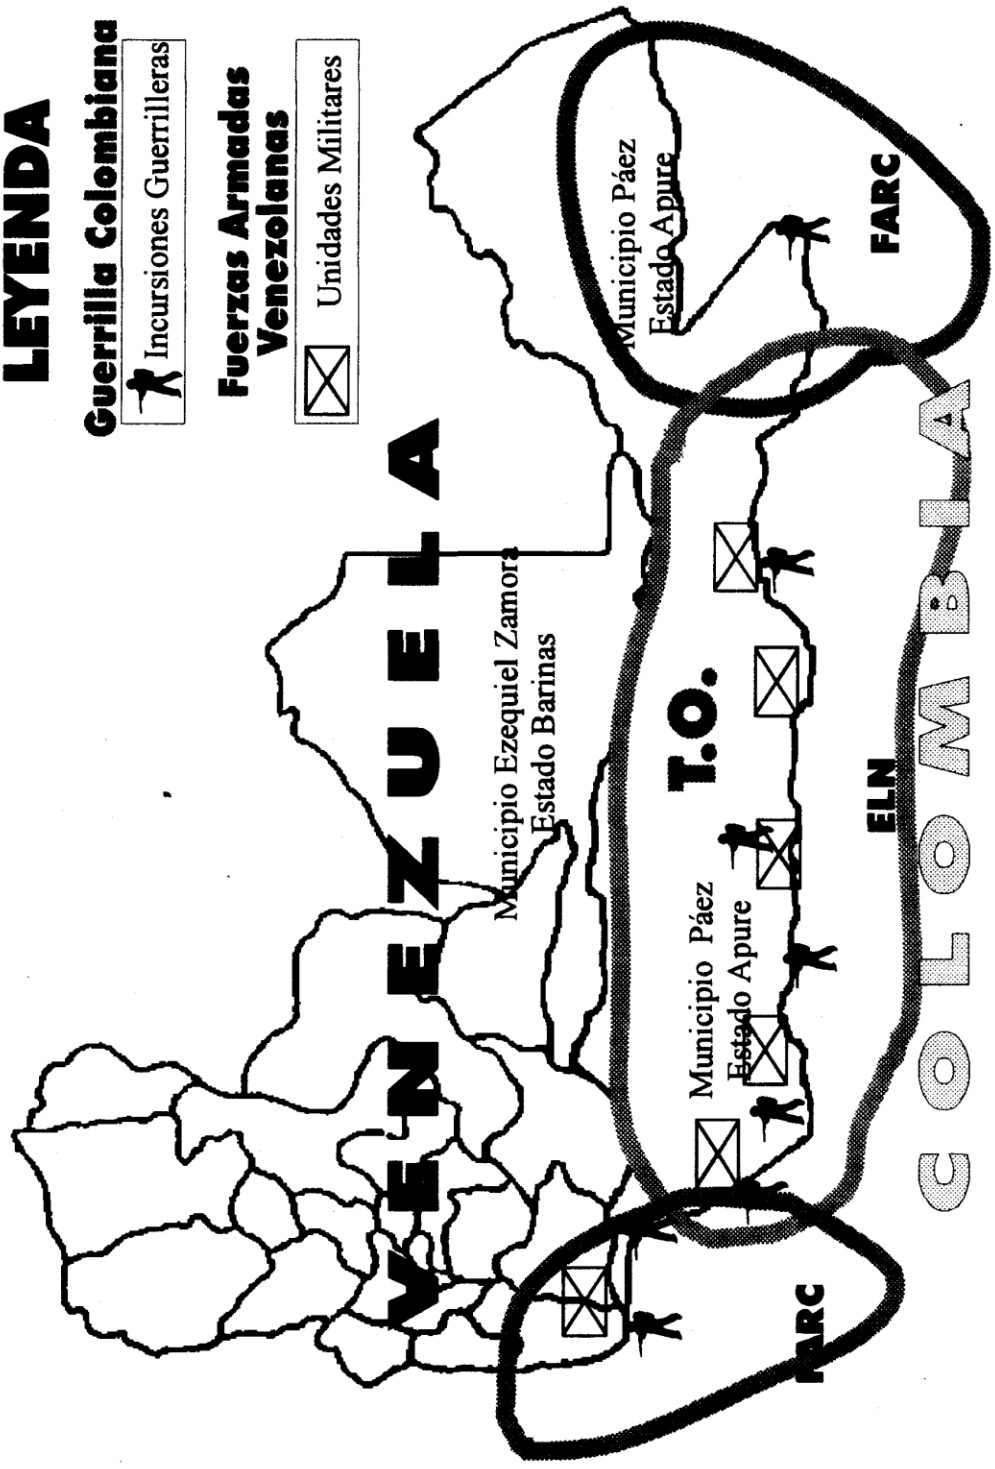 LEYENDA
Guerrilla Colombiana
Incursiones Guerrilleras
Fuerzas Armadas
Venezolanas
Unidades Militares
VENEZUELA
Municipio Ezequiel Zamora
Estado Barinas
Municipio Páez
Estado Apure
T.O.
Municipio Páez
Estado Apure
FARC
ELN
FARC
COLOMBIA